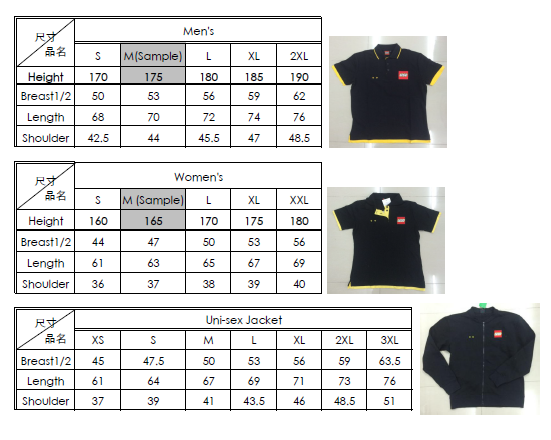 Men's
尺寸
品名
S M(Sample) L XL 2XL
Height 170 175 180 185 190
Breast1/2 50 53 56 59 62
Length 68 70 72 74 76
Shoulder 42.5 44 45.5 47 48.5
Women's
尺寸
品名
S M (Sample) L XL XXL
Height 160 165 170 175 180
Breast1/2 44 47 50 53 56
Length 61 63 65 67 69
Shoulder 36 37 38 39 40
Uni-sex Jacket
尺寸
品名
XS S M L XL 2XL 3XL
Breast1/2 45 47.5 50 53 56 59 63.5
Length 61 64 67 69 71 73 76
Shoulder 37 39 41 43.5 46 48.5 51